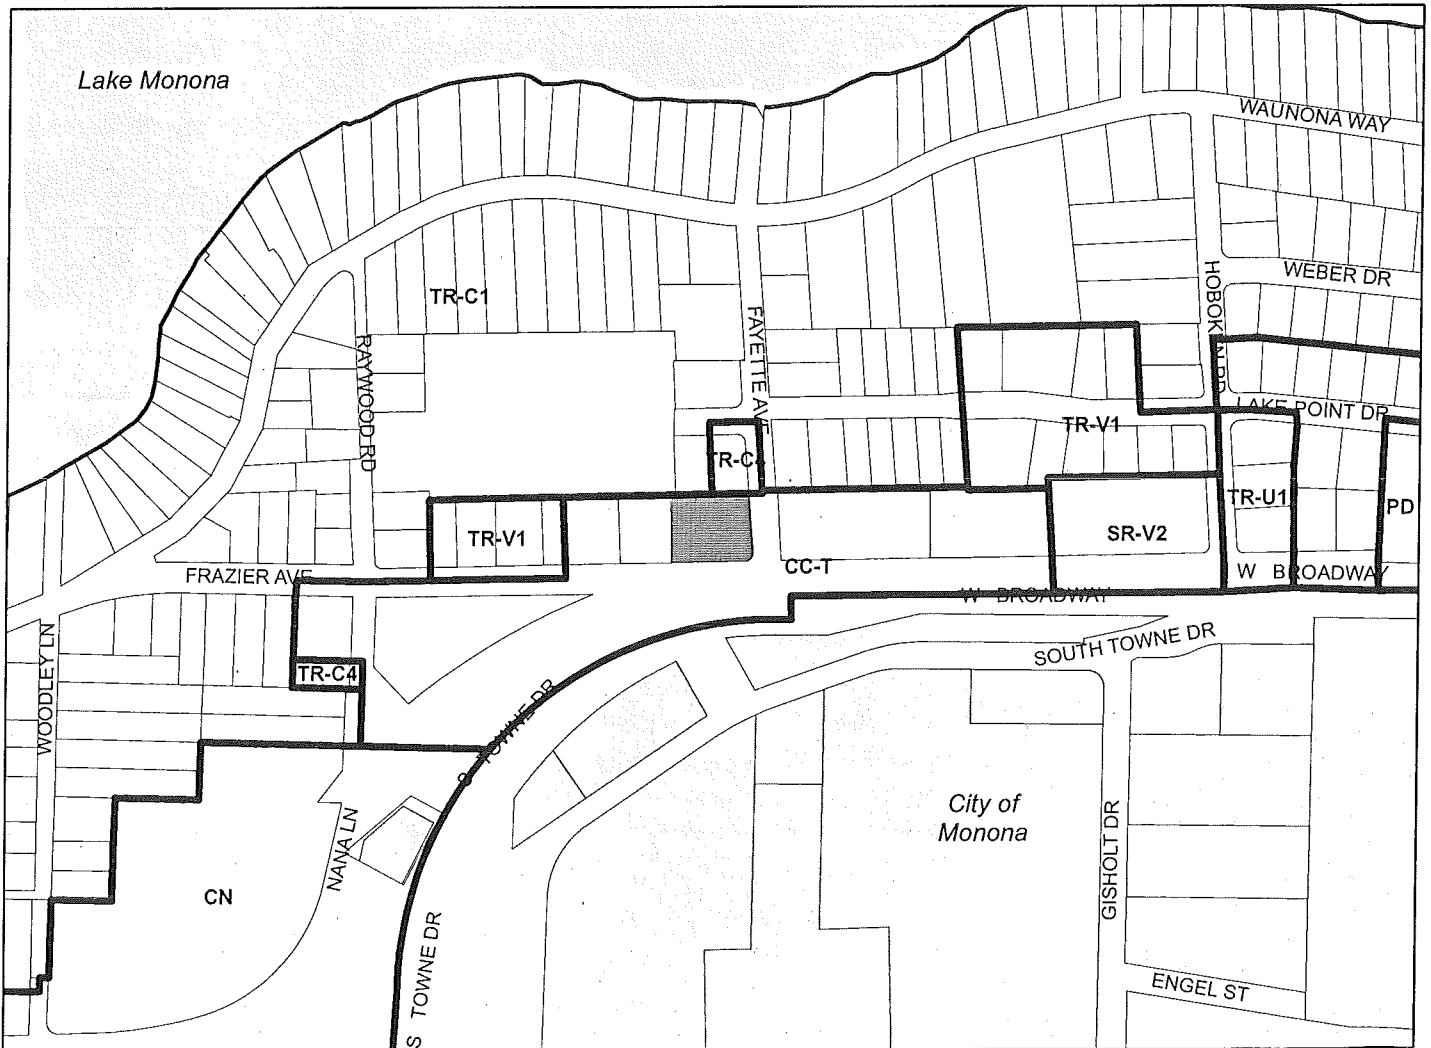 Lake Monona
WAUNONA WAY
WEBER DR
HOBOKEN RD
TR-C1
FAYETTE AVE
RAYWOOD RD
LAKE POINT DR
TR-V1
TR-C4
TR-U1
PD
TR-V1
SR-V2
CC-T
W BROADWAY
FRAZIER AVE
W BROADWAY
SOUTH TOWNE DR
WOODLEY LN
TR-C4
S TOWNE DR
City of
Monona
NANA LN
GISHOLT DR
CN
S TOWNE DR
ENGEL ST